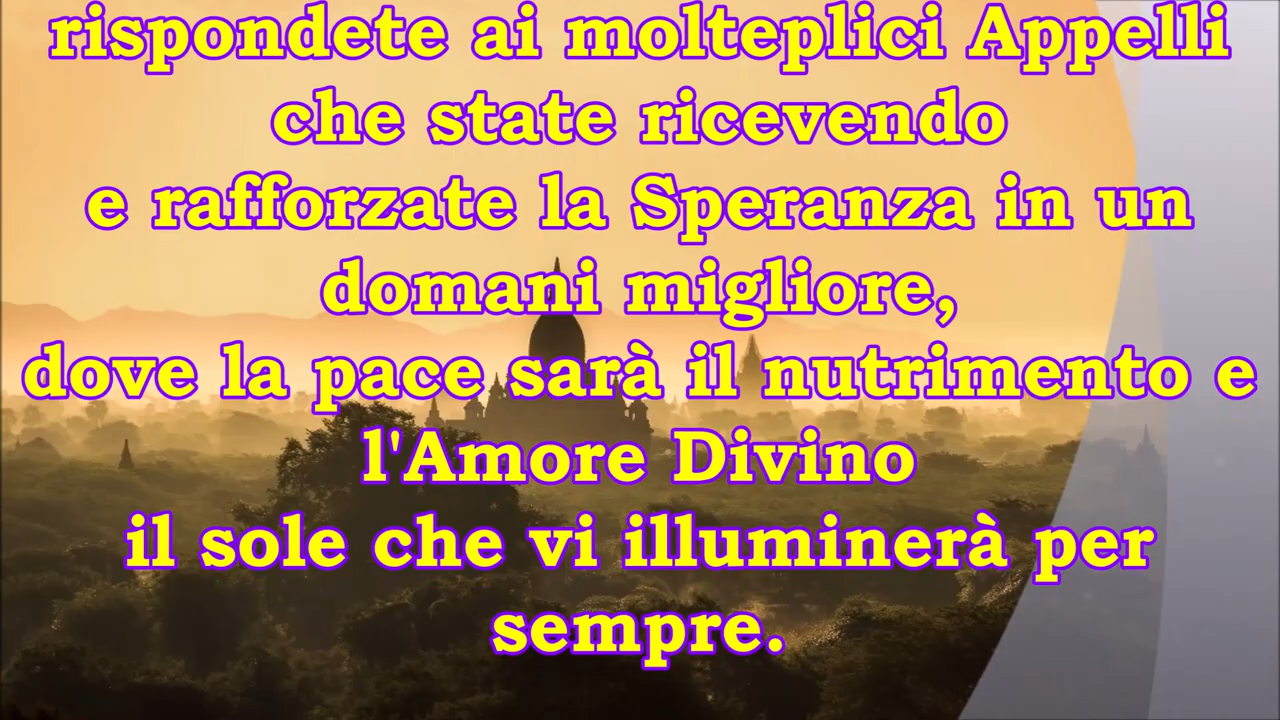 rispondete ai molteplici Appelli
che state ricevendo
e rafforzate la Speranza in un
domani migliore,
dove la pace sarà il nutrimento e
l'Amore Divino
il sole che vi illuminerà per
sempre.